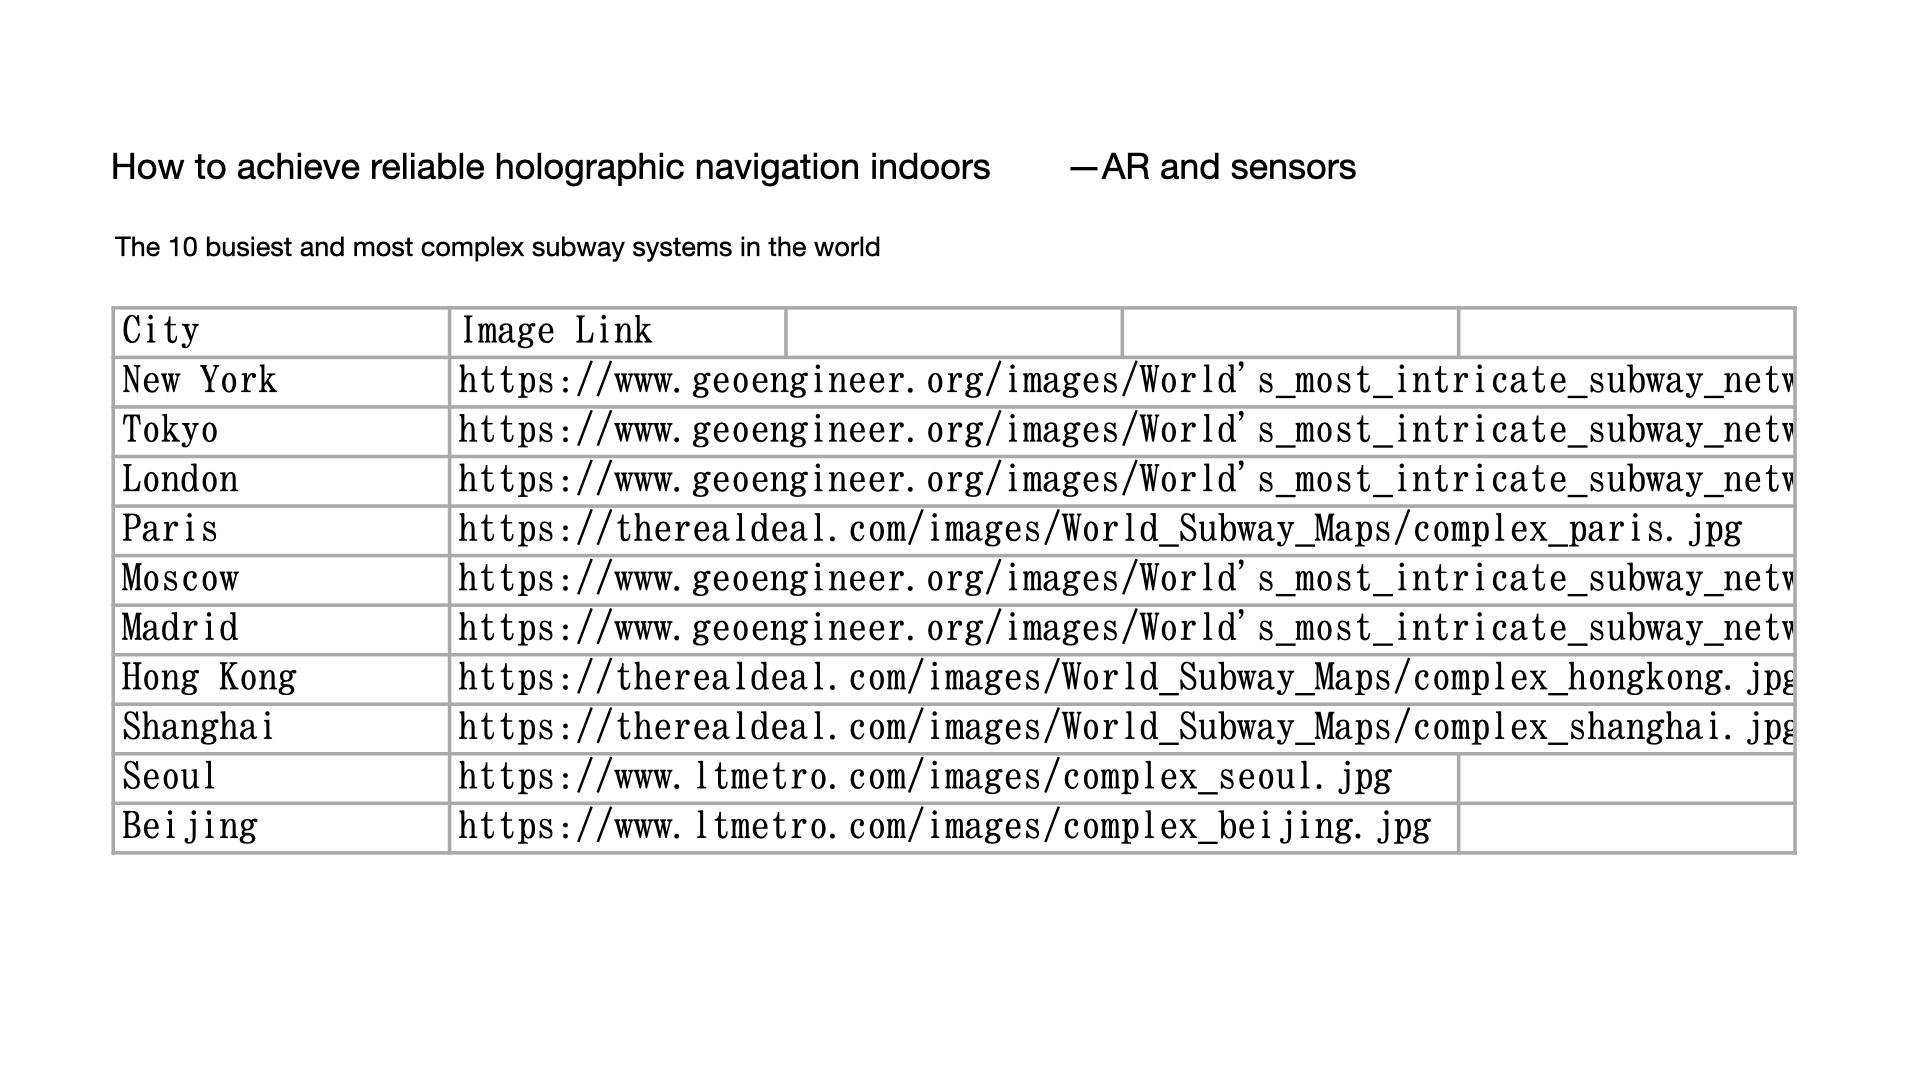 How to achieve reliable holographic navigation indoors —AR and sensors
The 10 busiest and most complex subway systems in the world
City Image Link
New York https://www.geoengineer.org/images/World's_most_intricate_subway_netw
Tokyo https://www.geoengineer.org/images/World's_most_intricate_subway_netw
London https://www.geoengineer.org/images/World's_most_intricate_subway_netw
Paris https://therealdeal.com/images/World_Subway_Maps/complex_paris.jpg
Moscow https://www.geoengineer.org/images/World's_most_intricate_subway_netw
Madrid https://www.geoengineer.org/images/World's_most_intricate_subway_netw
Hong Kong https://therealdeal.com/images/World_Subway_Maps/complex_hongkong.jpg
Shanghai https://therealdeal.com/images/World_Subway_Maps/complex_shanghai.jpg
Seoul https://www.ltmetro.com/images/complex_seoul.jpg
Beijing https://www.ltmetro.com/images/complex_beijing.jpg